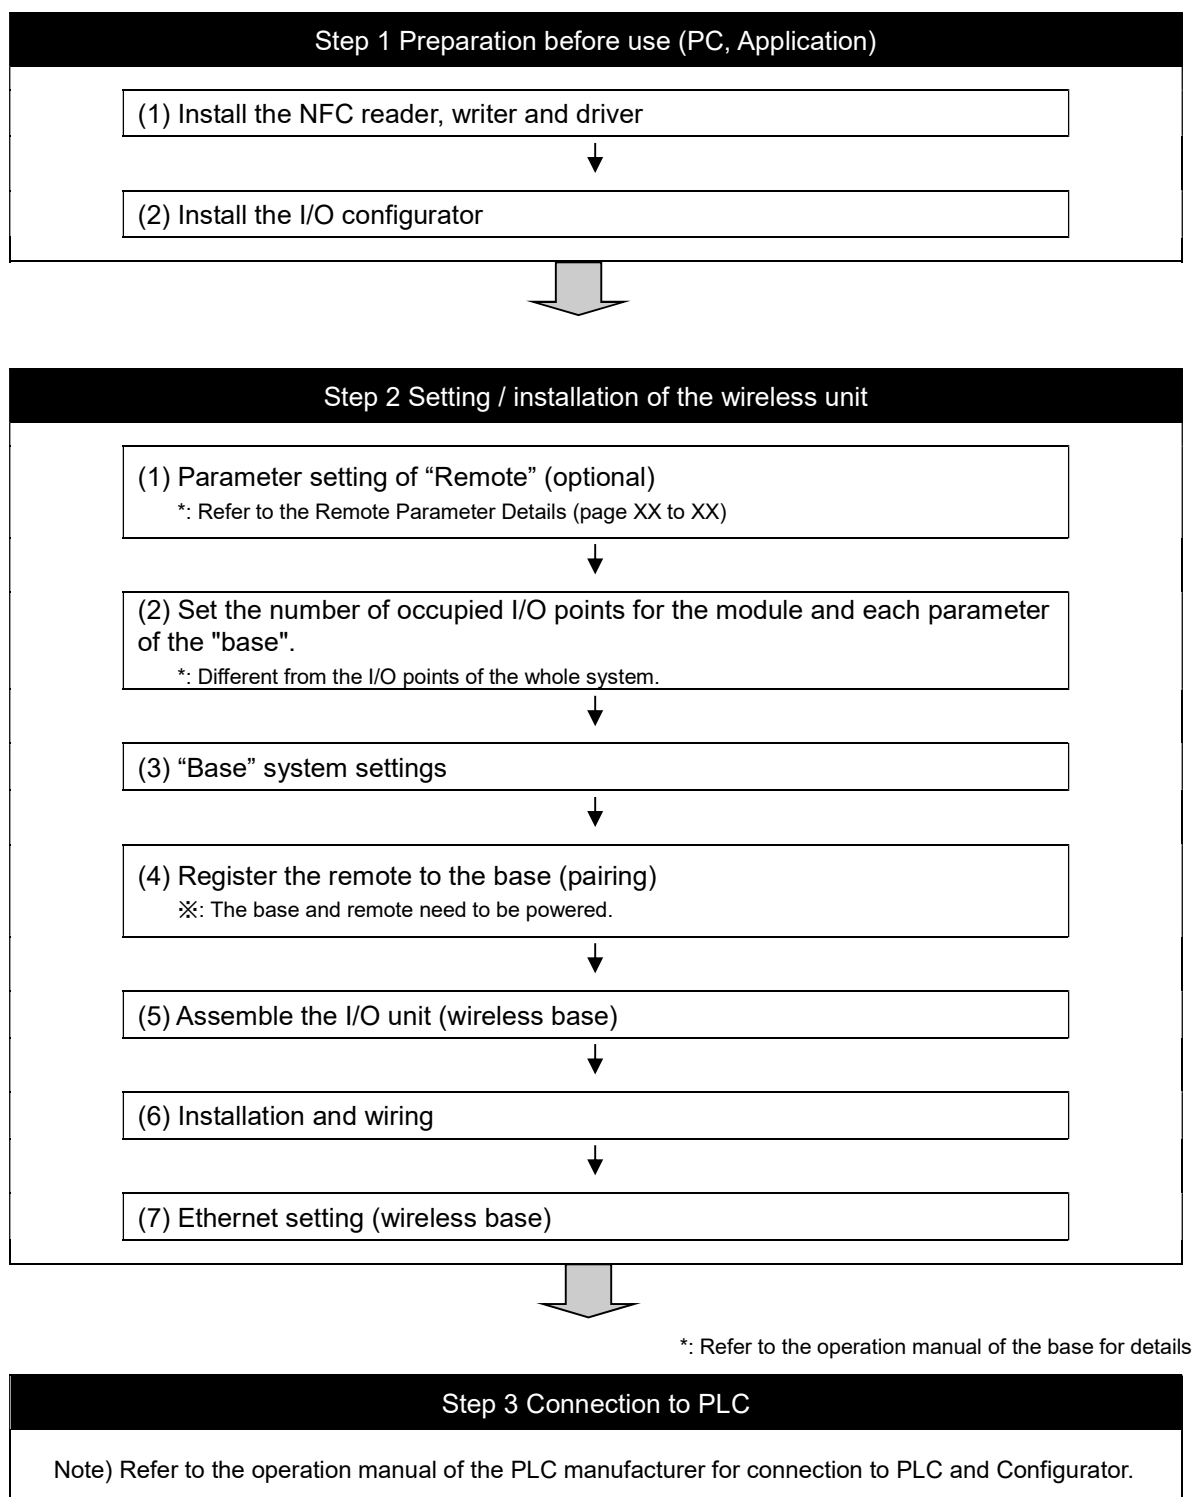 Step 1 Preparation before use (PC, Application)
(1) Install the NFC reader, writer and driver
(2) Install the I/O configurator
Step 2 Setting / installation of the wireless unit
(1) Parameter setting of “Remote” (optional)
*: Refer to the Remote Parameter Details (page XX to XX)
(2) Set the number of occupied I/O points for the module and each parameter
of the "base".
*: Different from the I/O points of the whole system.
(3) “Base” system settings
(4) Register the remote to the base (pairing)
※: The base and remote need to be powered.
(5) Assemble the I/O unit (wireless base)
(6) Installation and wiring
(7) Ethernet setting (wireless base)
*: Refer to the operation manual of the base for details
Step 3 Connection to PLC
Note) Refer to the operation manual of the PLC manufacturer for connection to PLC and Configurator.